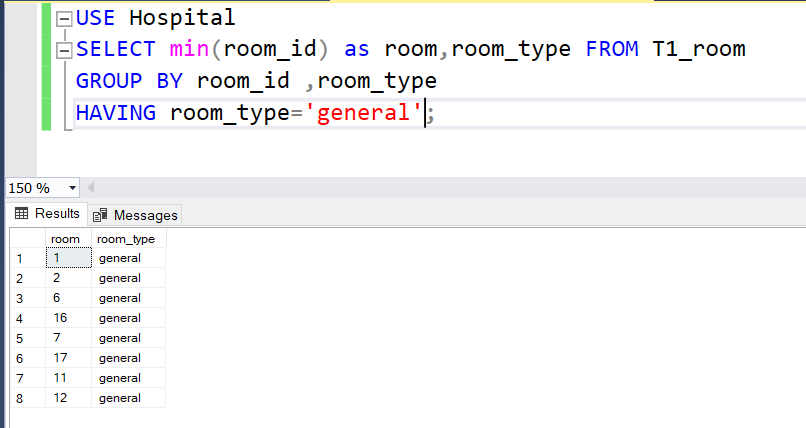 USE Hospital
SELECT min(room_id) as room,room_type FROM T1_room
GROUP BY room_id ,room_type
HAVING room_type='general';
150 %
Results Messages
room room_type
1 1 general
2 2 general
3 6 general
4 16 general
5 7 general
6 17 general
7 11 general
8 12 general